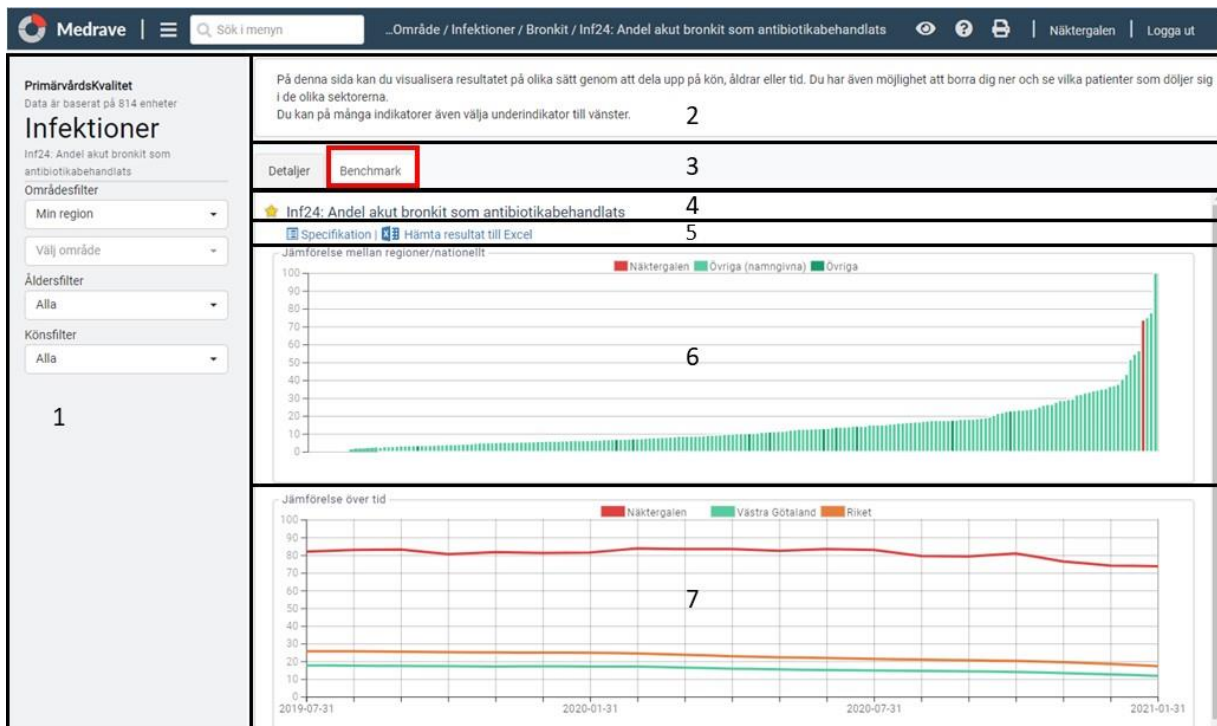 Medrave
Sök i menyn
...Område / Infektioner / Bronkit / Inf24: Andel akut bronkit som antibiotikabehandlats
Näktergalen
Logga ut
PrimärvårdsKvalitet
Data är baserat på 814 enheter
Infektioner
Inf24: Andel akut bronkit som
antibiotikabehandlats
Områdesfilter
Min region
Välj område
Åldersfilter
Alla
Könsfilter
Alla
1
På denna sida kan du visualisera resultatet på olika sätt genom att dela upp på kön, åldrar eller tid. Du har även möjlighet att borra dig ner och se vilka patienter som döljer sig
i de olika sektorerna.
Du kan på många indikatorer även välja underindikator till vänster.
2
Detaljer
Benchmark
3
Inf24: Andel akut bronkit som antibiotikabehandlats
4
Specifikation | Hämta resultat till Excel
5
Jämförelse mellan regioner/nationellt
Näktergalen Övriga (namngivna) Övriga
100
90
80
70
60
50
40
30
20
10
0
6
Jämförelse över tid
Näktergalen Västra Götaland Riket
100
90
80
70
60
50
40
30
20
10
0
7
2019-07-31 2020-01-31 2020-07-31 2021-01-31